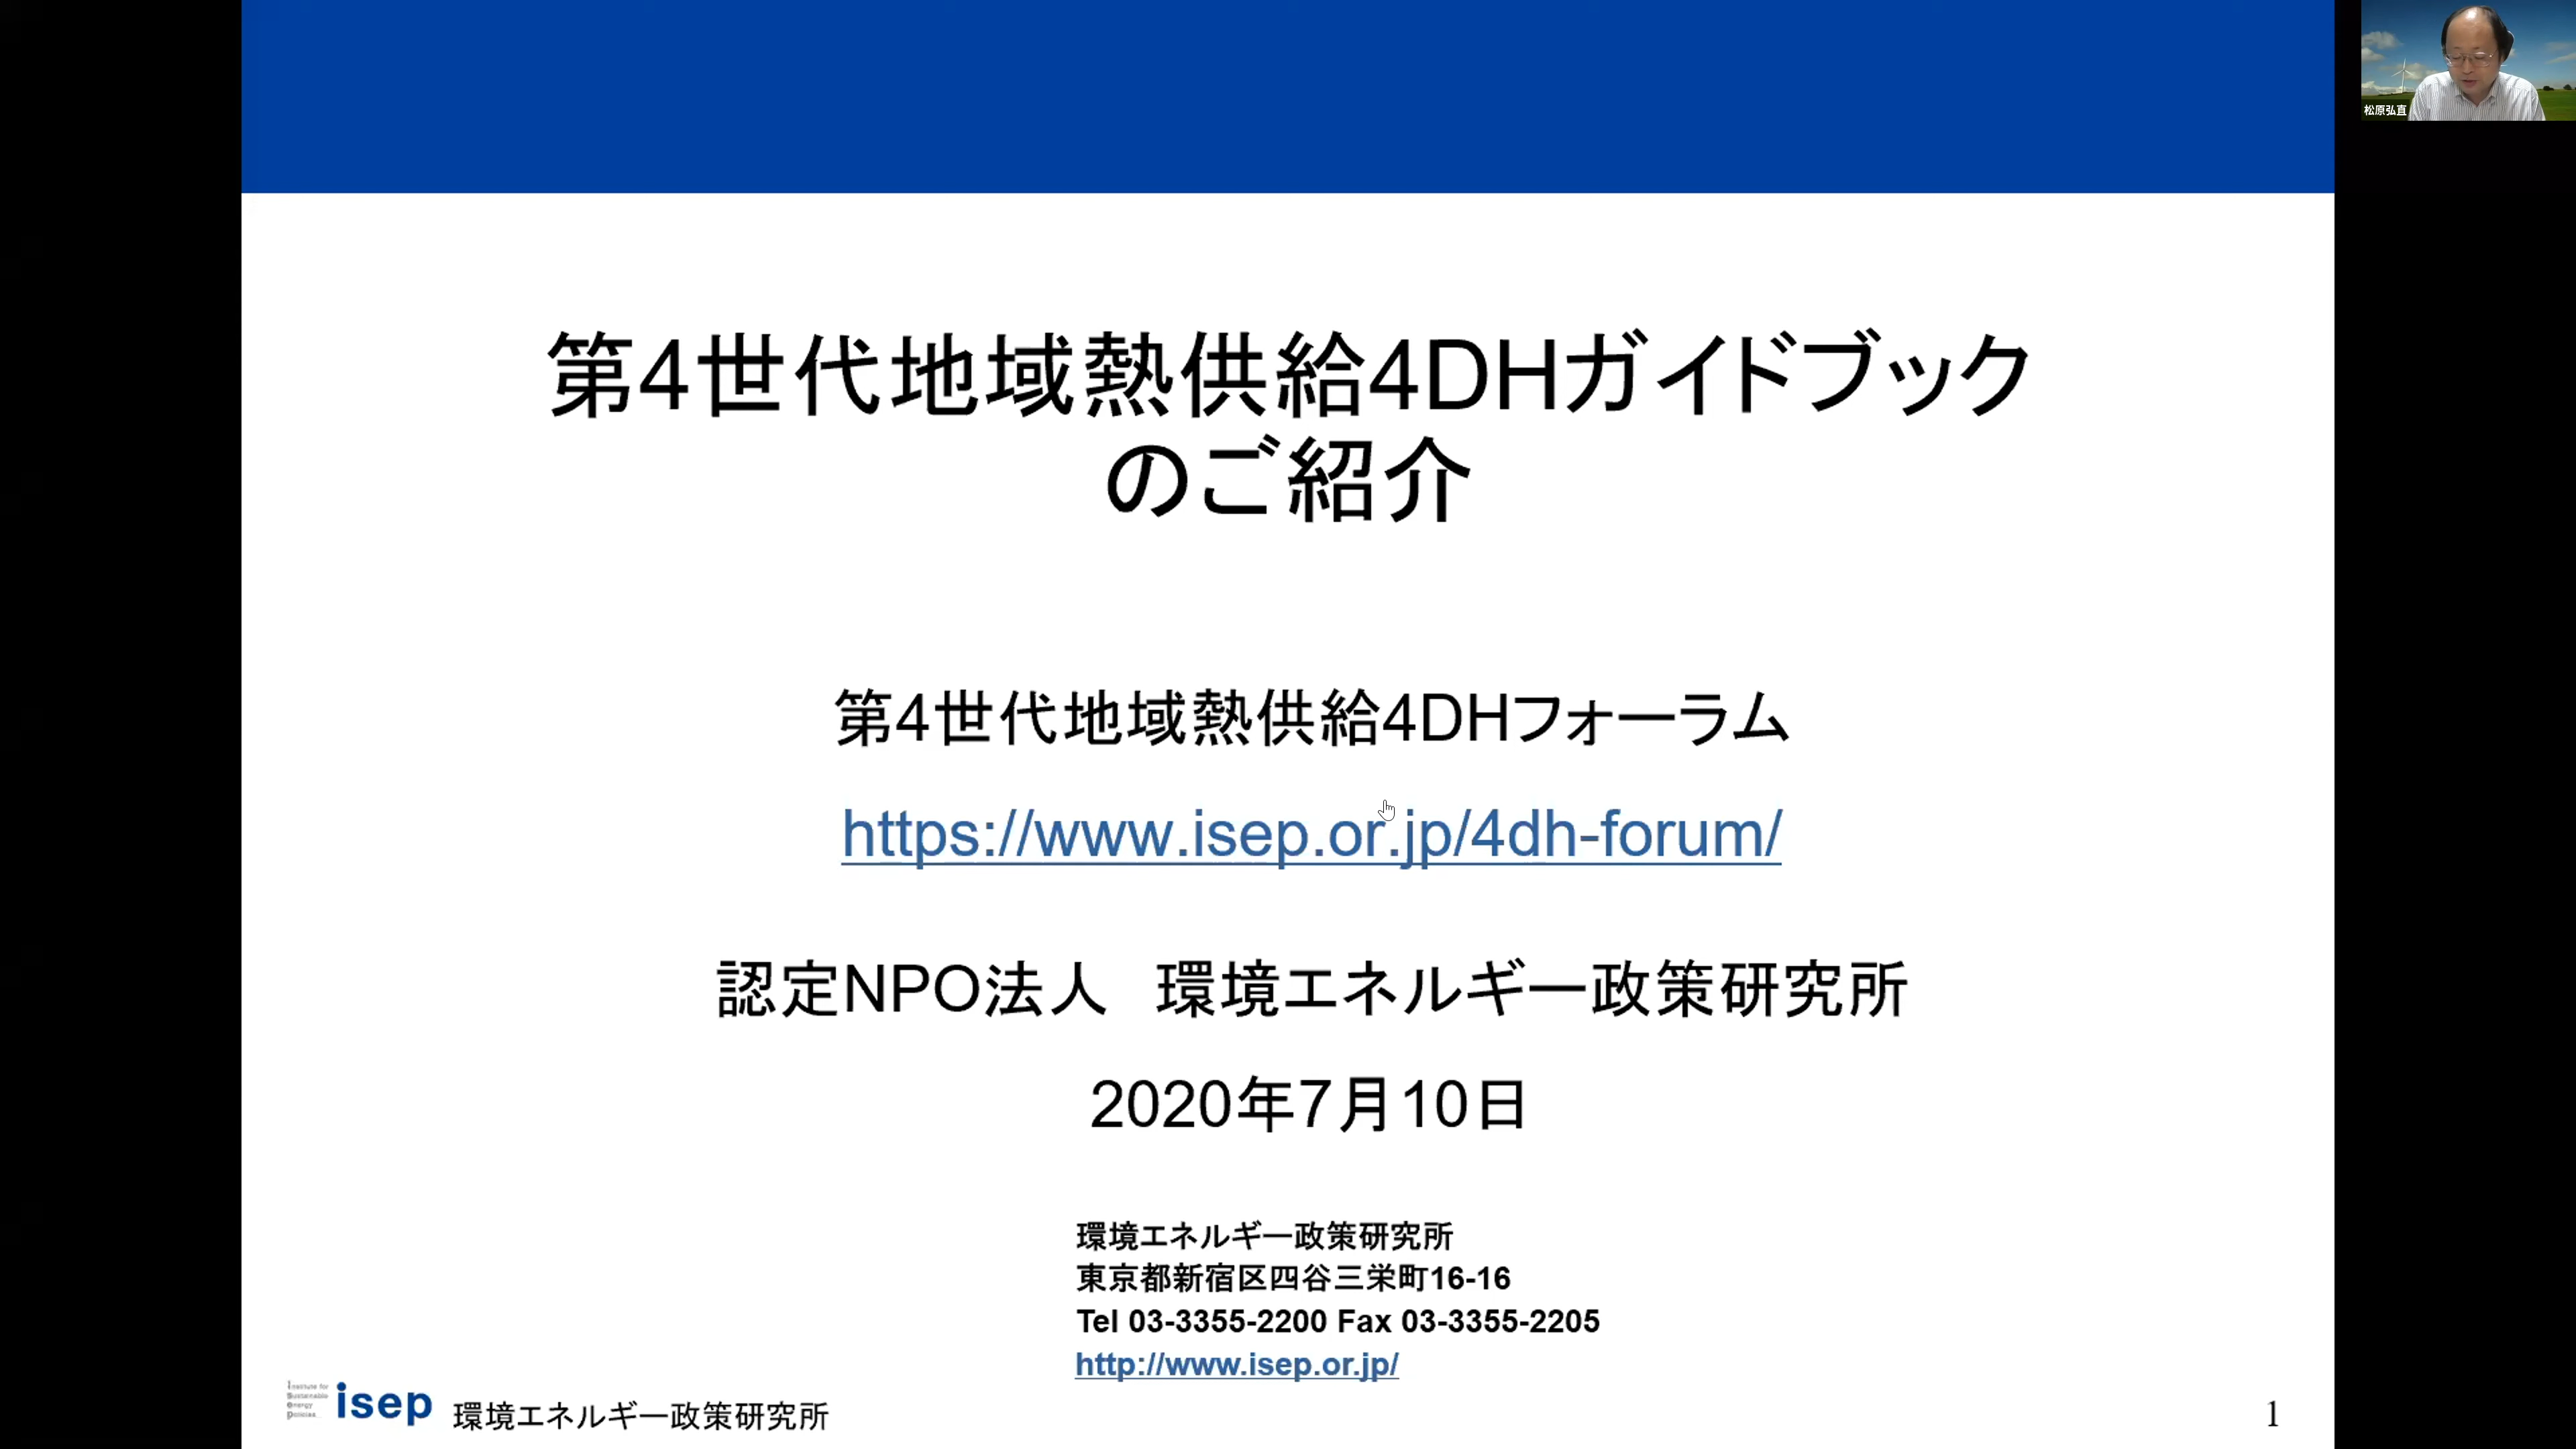 松原弘直
第4世代地域熱供給4DHガイドブック
のご紹介
第4世代地域熱供給4DHフォーラム
https://www.isep.or.jp/4dh-forum/
認定NPO法人　環境エネルギー政策研究所
2020年7月10日
環境エネルギー政策研究所
東京都新宿区四谷三栄町16-16
Tel 03-3355-2200 Fax 03-3355-2205
http://www.isep.or.jp/
Institute for
Sustainable
Energy
Policies
isep 環境エネルギー政策研究所
1